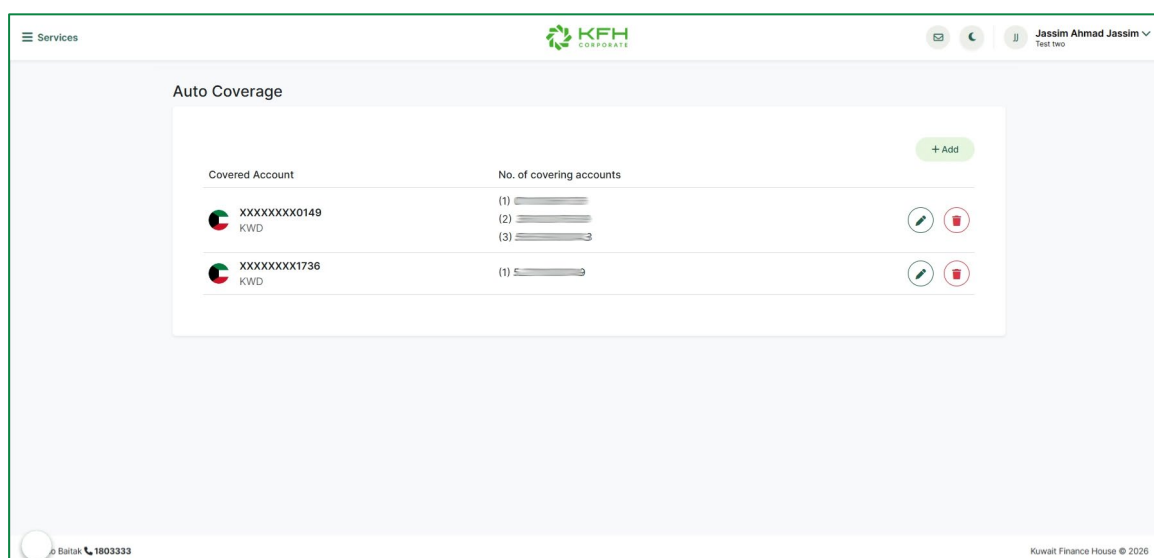 Services
KFH
CORPORATE
JJ
Jassim Ahmad Jassim
Test two
Auto Coverage
+ Add
Covered Account
No. of covering accounts
XXXXXXXX0149
KWD
(1)
(2)
(3)
XXXXXXXX1736
KWD
(1)
Baitak 1803333
Kuwait Finance House © 2026